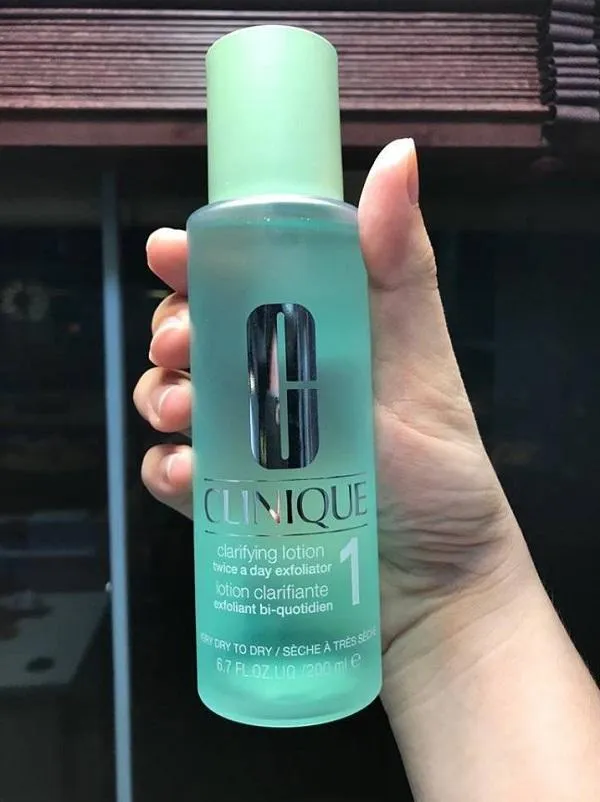 CLINIQUE
clarifying lotion
twice a day exfoliator
1
lotion clarifiante
exfoliant bi-quotidien
VERY DRY TO DRY / SÈCHE À TRÈS SÈCHE
6.7 FL.OZ.LIQ./200 ml ℮